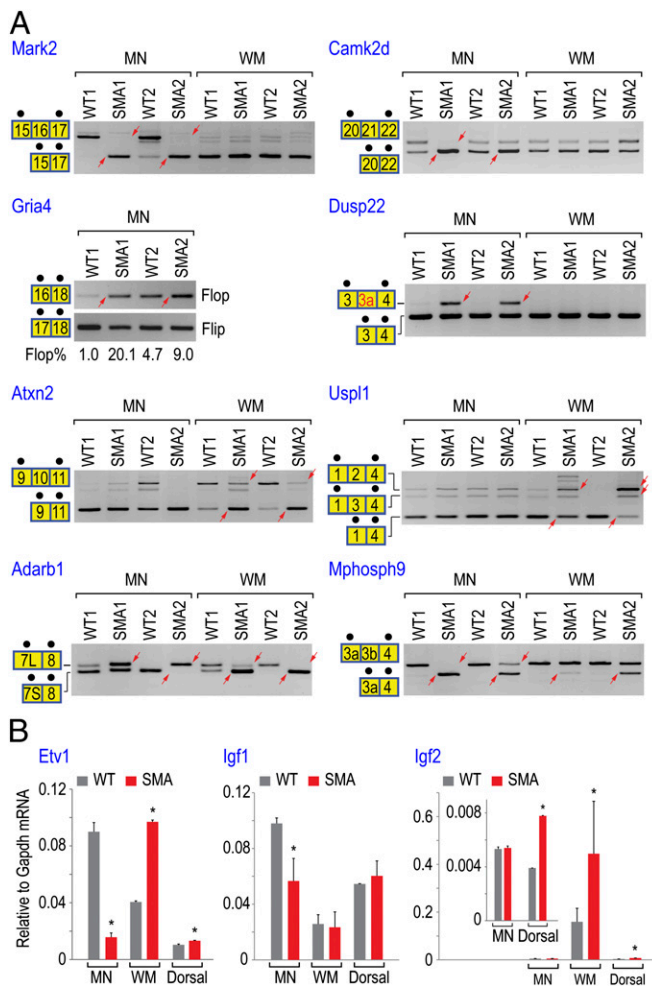 A
Mark2
MN WM
WT1 SMA1 WT2 SMA2 WT1 SMA1 WT2 SMA2
15 16 17
15 17
Camk2d
MN WM
WT1 SMA1 WT2 SMA2 WT1 SMA1 WT2 SMA2
20 21 22
20 22
Gria4
MN
WT1 SMA1 WT2 SMA2
16 18 Flop
17 18 Flip
Flop% 1.0 20.1 4.7 9.0
Dusp22
MN WM
WT1 SMA1 WT2 SMA2 WT1 SMA1 WT2 SMA2
3 3a 4
3 4
Atxn2
MN WM
WT1 SMA1 WT2 SMA2 WT1 SMA1 WT2 SMA2
9 10 11
9 11
Uspl1
MN WM
WT1 SMA1 WT2 SMA2 WT1 SMA1 WT2 SMA2
1 2 4
1 3 4
1 4
Adarb1
MN WM
WT1 SMA1 WT2 SMA2 WT1 SMA1 WT2 SMA2
7L 8
7S 8
Mphosph9
MN WM
WT1 SMA1 WT2 SMA2 WT1 SMA1 WT2 SMA2
3a 3b 4
3a 4
B
Etv1
WT SMA
Relative to Gapdh mRNA
0.12
0.08
0.04
0
* * *
MN WM Dorsal
Igf1
WT SMA
0.12
0.08
0.04
0
*
MN WM Dorsal
Igf2
WT SMA
0.6
0.4
0.2
0
0.008
0.004
0
*
MN Dorsal
* *
MN WM Dorsal